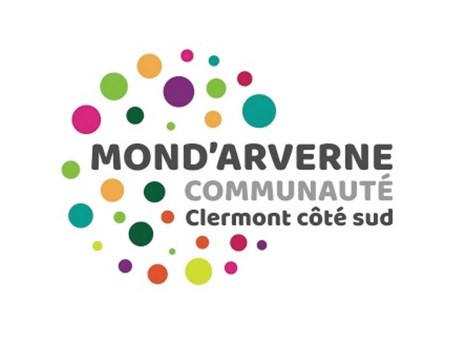 MOND'ARVERNE
COMMUNAUTÉ
Clermont côté sud